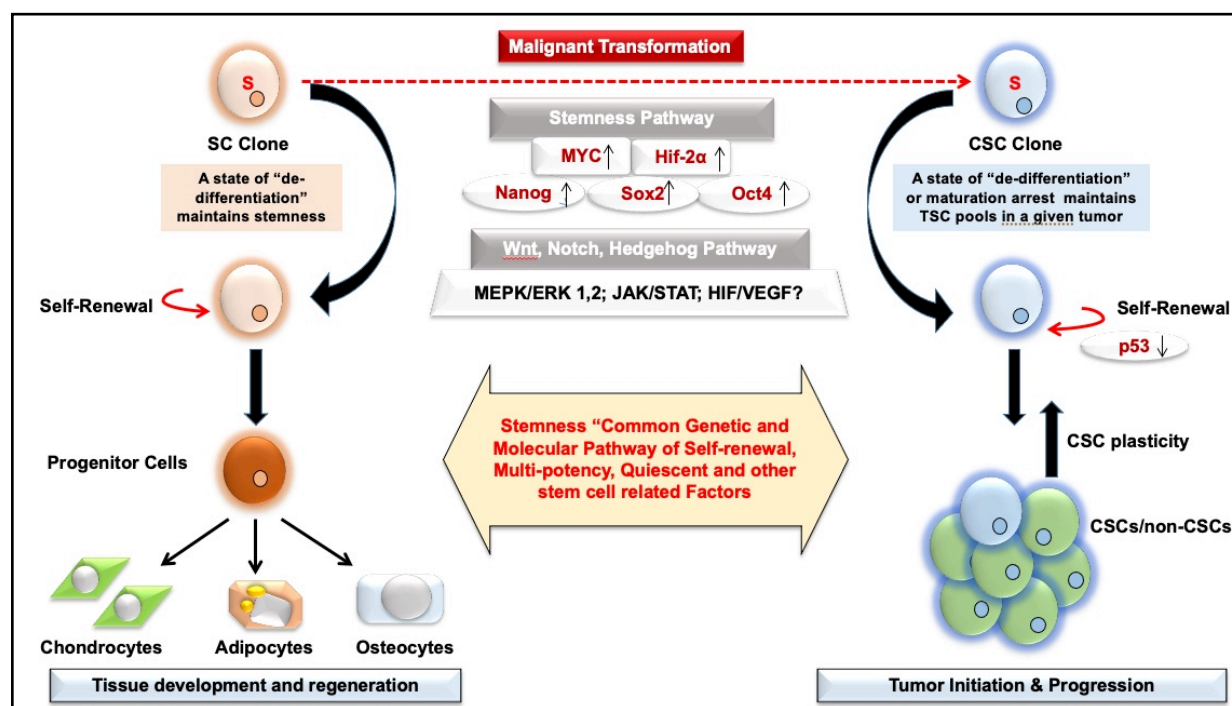 Malignant Transformation
S
SC Clone
A state of “de-
differentiation”
maintains stemness
Stemness Pathway
MYC↑
Hif-2α↑
Nanog↑
Sox2↑
Oct4↑
Wnt, Notch, Hedgehog Pathway
MEPK/ERK 1,2; JAK/STAT; HIF/VEGF?
S
CSC Clone
A state of “de-differentiation”
or maturation arrest maintains
TSC pools in a given tumor
Self-Renewal
Self-Renewal
p53↓
Stemness “Common Genetic and
Molecular Pathway of Self-renewal,
Multi-potency, Quiescent and other
stem cell related Factors
Progenitor Cells
CSC plasticity
CSCs/non-CSCs
Chondrocytes
Adipocytes
Osteocytes
Tissue development and regeneration
Tumor Initiation & Progression